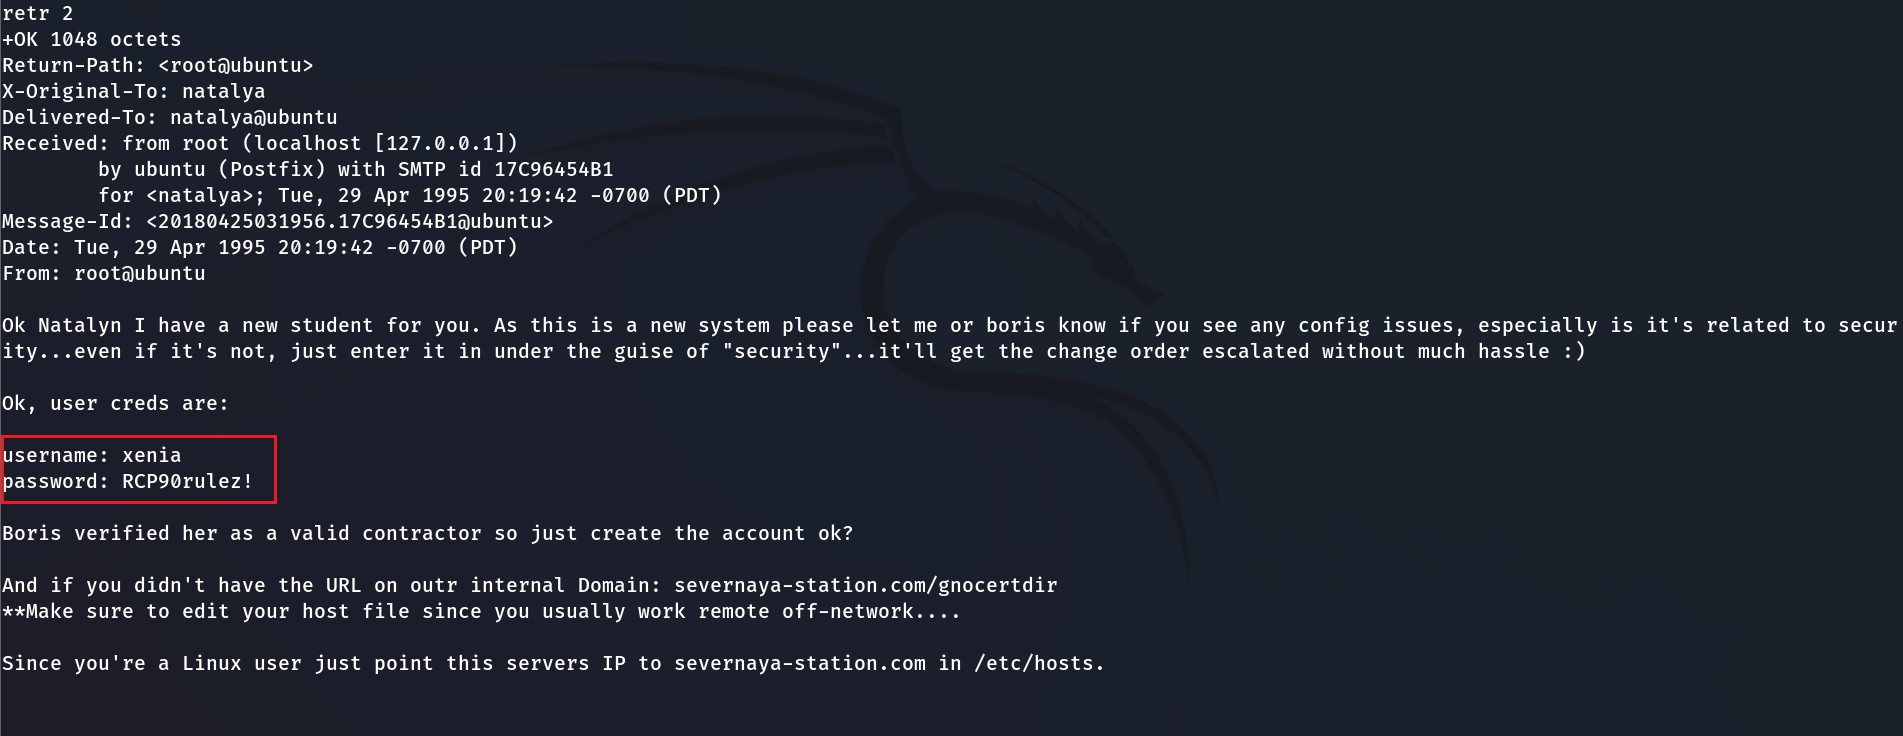 retr 2
+OK 1048 octets
Return-Path: <root@ubuntu>
X-Original-To: natalya
Delivered-To: natalya@ubuntu
Received: from root (localhost [127.0.0.1])
        by ubuntu (Postfix) with SMTP id 17C96454B1
        for <natalya>; Tue, 29 Apr 1995 20:19:42 -0700 (PDT)
Message-Id: <20180425031956.17C96454B1@ubuntu>
Date: Tue, 29 Apr 1995 20:19:42 -0700 (PDT)
From: root@ubuntu

Ok Natalyn I have a new student for you. As this is a new system please let me or boris know if you see any config issues, especially is it's related to secur
ity...even if it's not, just enter it in under the guise of "security"...it'll get the change order escalated without much hassle :)

Ok, user creds are:

username: xenia
password: RCP90rulez!

Boris verified her as a valid contractor so just create the account ok?

And if you didn't have the URL on outr internal Domain: severnaya-station.com/gnocertdir
**Make sure to edit your host file since you usually work remote off-network....

Since you're a Linux user just point this servers IP to severnaya-station.com in /etc/hosts.